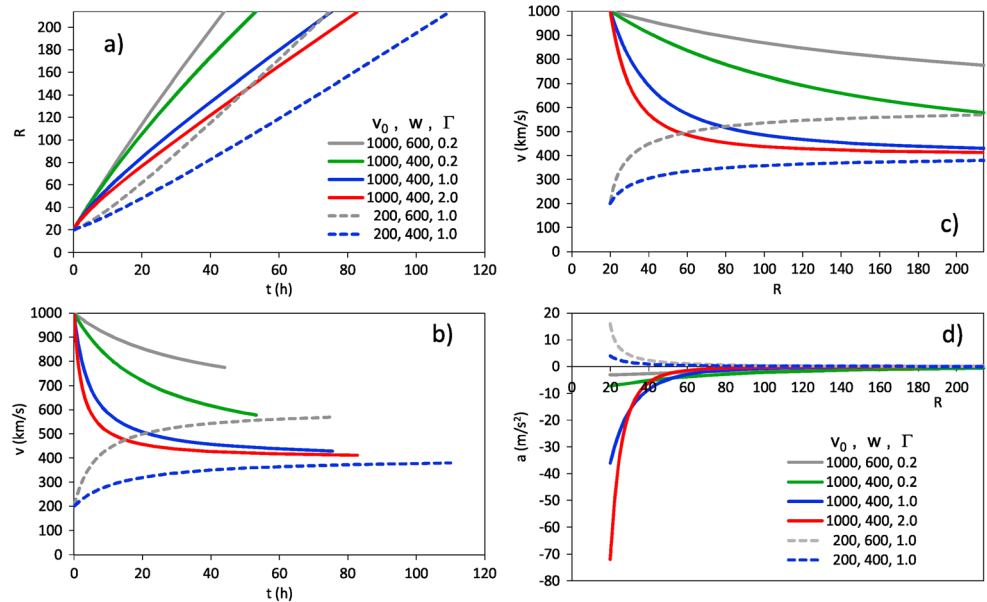 200
180
160
140
120
100
80
60
40
20
0
R
a)
v₀ , w , Γ
1000, 600, 0.2
1000, 400, 0.2
1000, 400, 1.0
1000, 400, 2.0
200, 600, 1.0
200, 400, 1.0
0 20 40 60 80 100 120
t (h)
1000
900
800
700
600
500
400
300
200
100
0
v (km/s)
c)
0 20 40 60 80 100 120 140 160 180 200
R
1000
900
800
700
600
500
400
300
200
100
0
v (km/s)
b)
0 20 40 60 80 100 120
t (h)
20
10
0
-10
-20
-30
-40
-50
-60
-70
-80
a (m/s²)
d)
0 20 40 60 80 100 120 140 160 180 200
R
v₀ , w , Γ
1000, 600, 0.2
1000, 400, 0.2
1000, 400, 1.0
1000, 400, 2.0
200, 600, 1.0
200, 400, 1.0